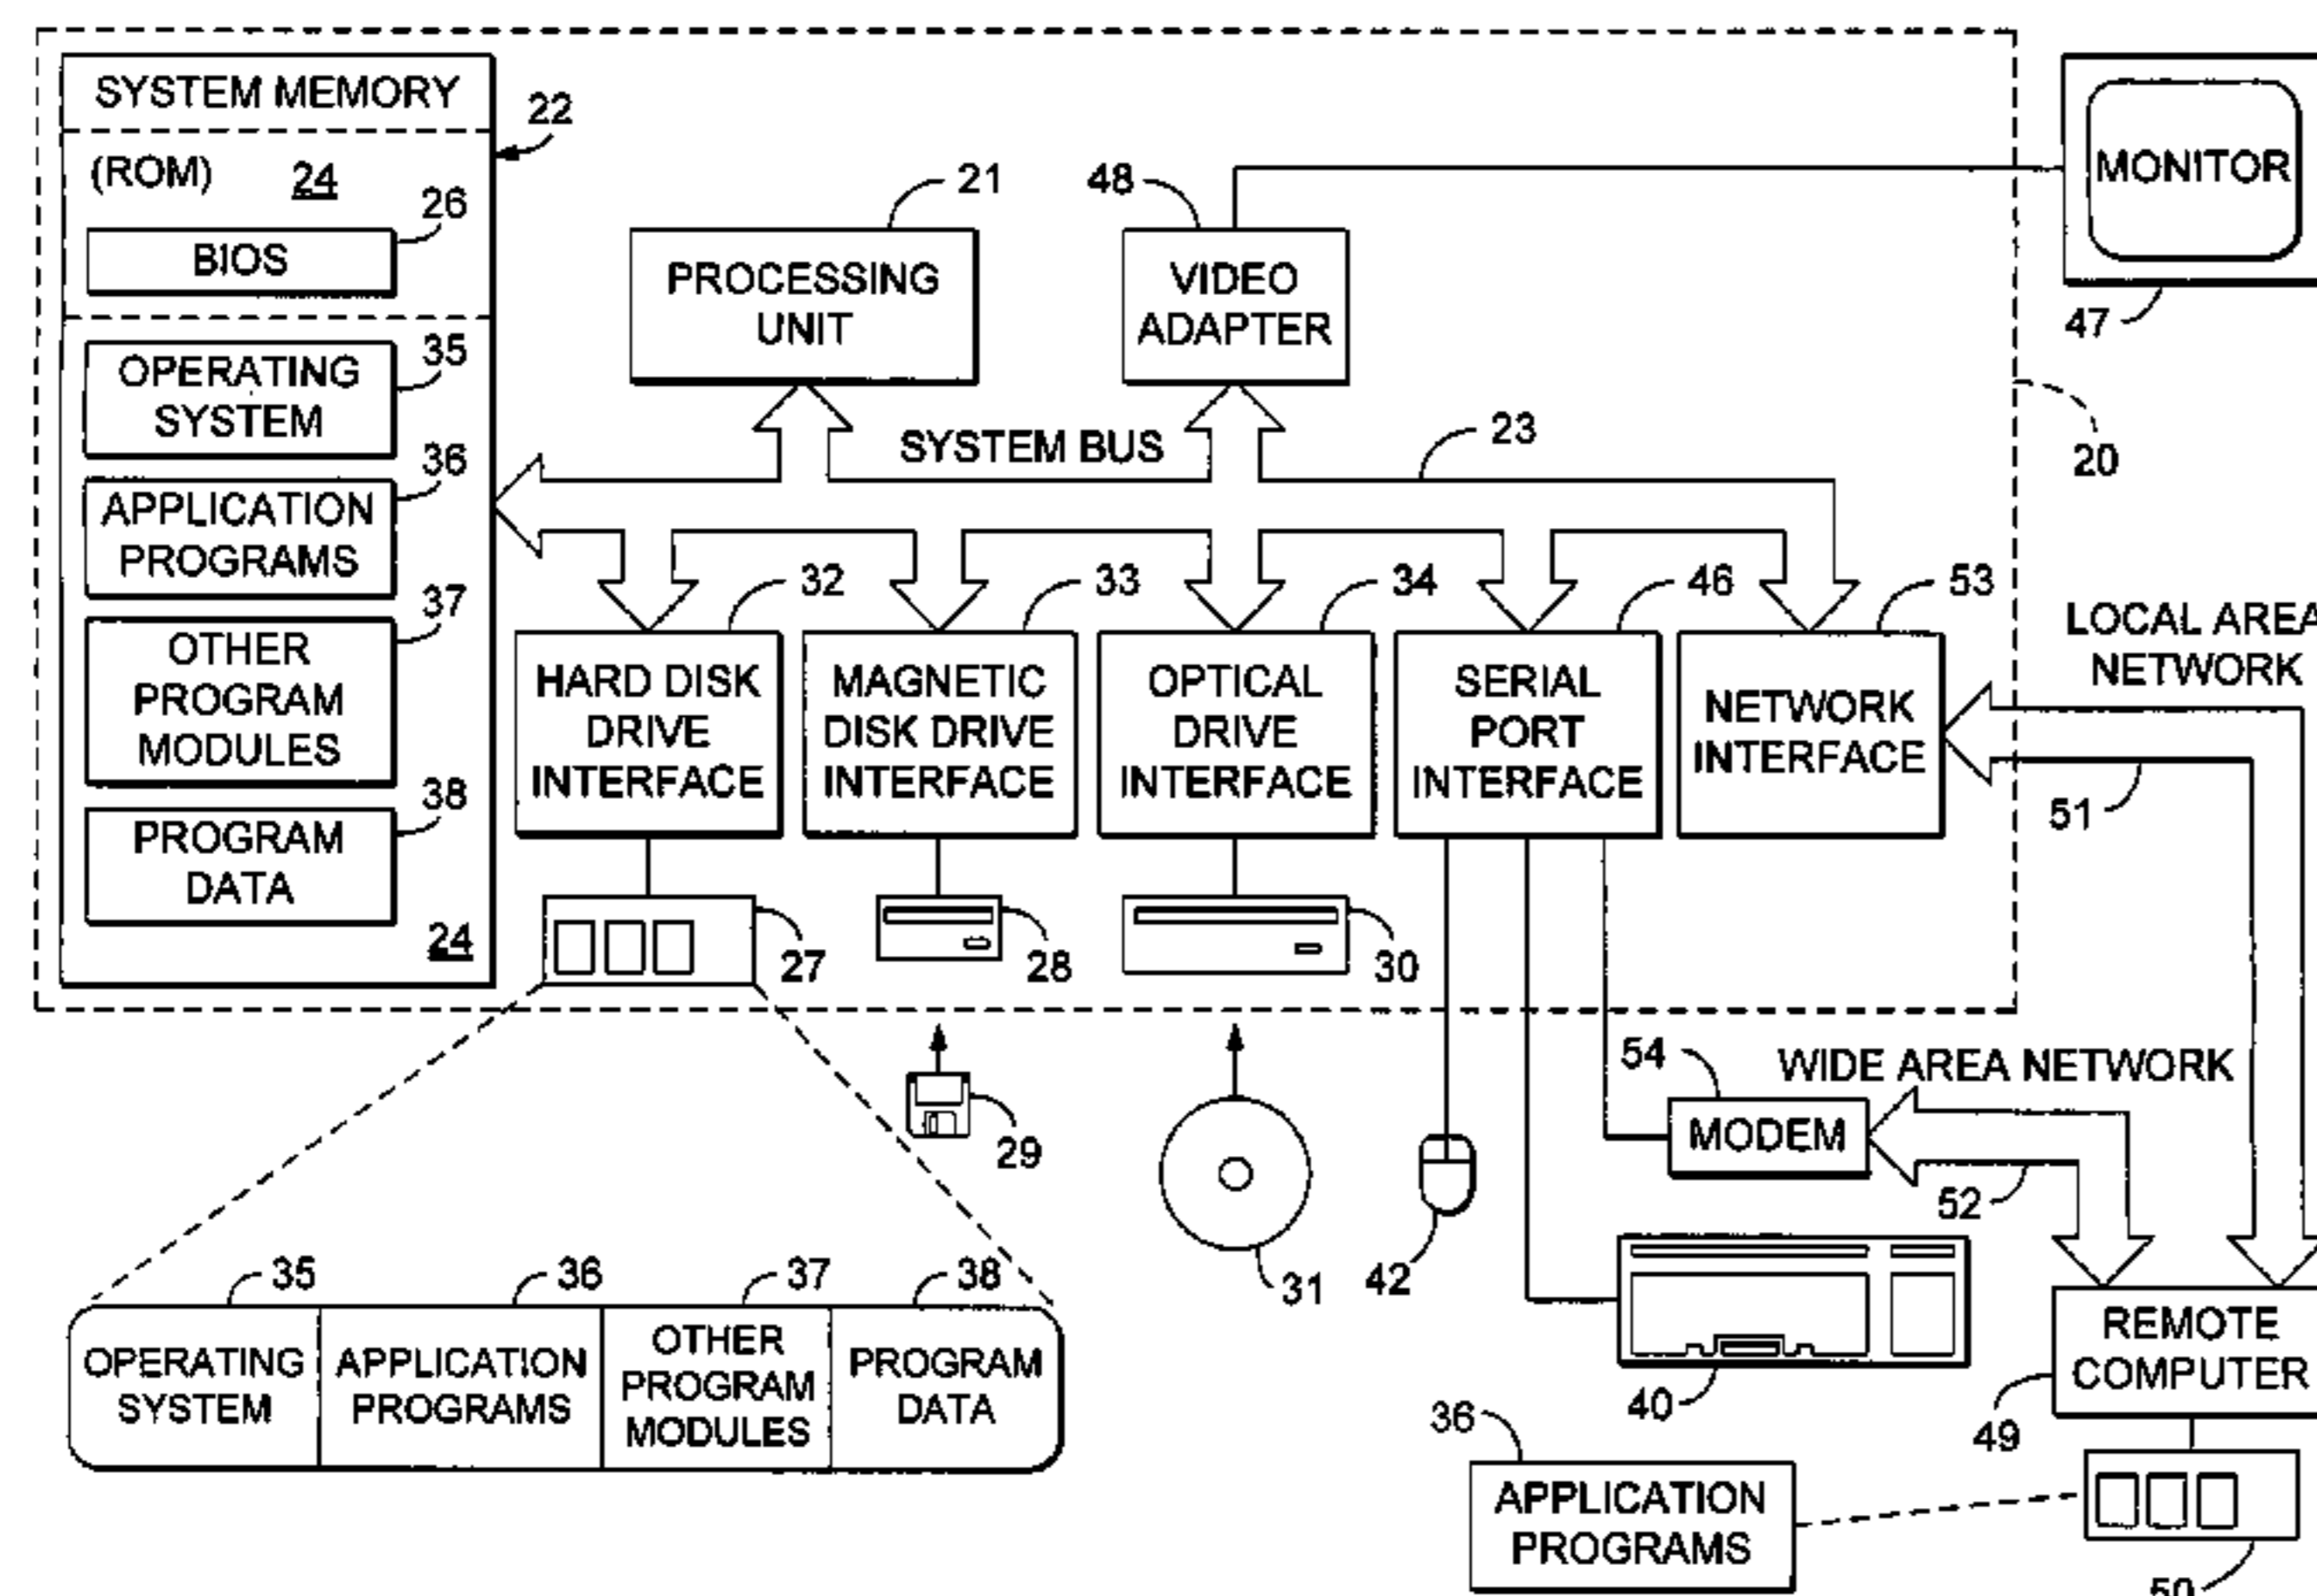 SYSTEM MEMORY
22
(ROM) 24
26
BIOS
35
OPERATING
SYSTEM
36
APPLICATION
PROGRAMS
37
OTHER
PROGRAM
MODULES
38
PROGRAM
DATA
24
21
PROCESSING
UNIT
48
VIDEO
ADAPTER
MONITOR
47
20
SYSTEM BUS
23
32
HARD DISK
DRIVE
INTERFACE
33
MAGNETIC
DISK DRIVE
INTERFACE
34
OPTICAL
DRIVE
INTERFACE
46
SERIAL
PORT
INTERFACE
53
NETWORK
INTERFACE
LOCAL AREA
NETWORK
51
27
28
30
29
31
42
54
MODEM
WIDE AREA NETWORK
52
40
REMOTE
COMPUTER
49
50
36
APPLICATION
PROGRAMS
35
OPERATING
SYSTEM
36
APPLICATION
PROGRAMS
37
OTHER
PROGRAM
MODULES
38
PROGRAM
DATA